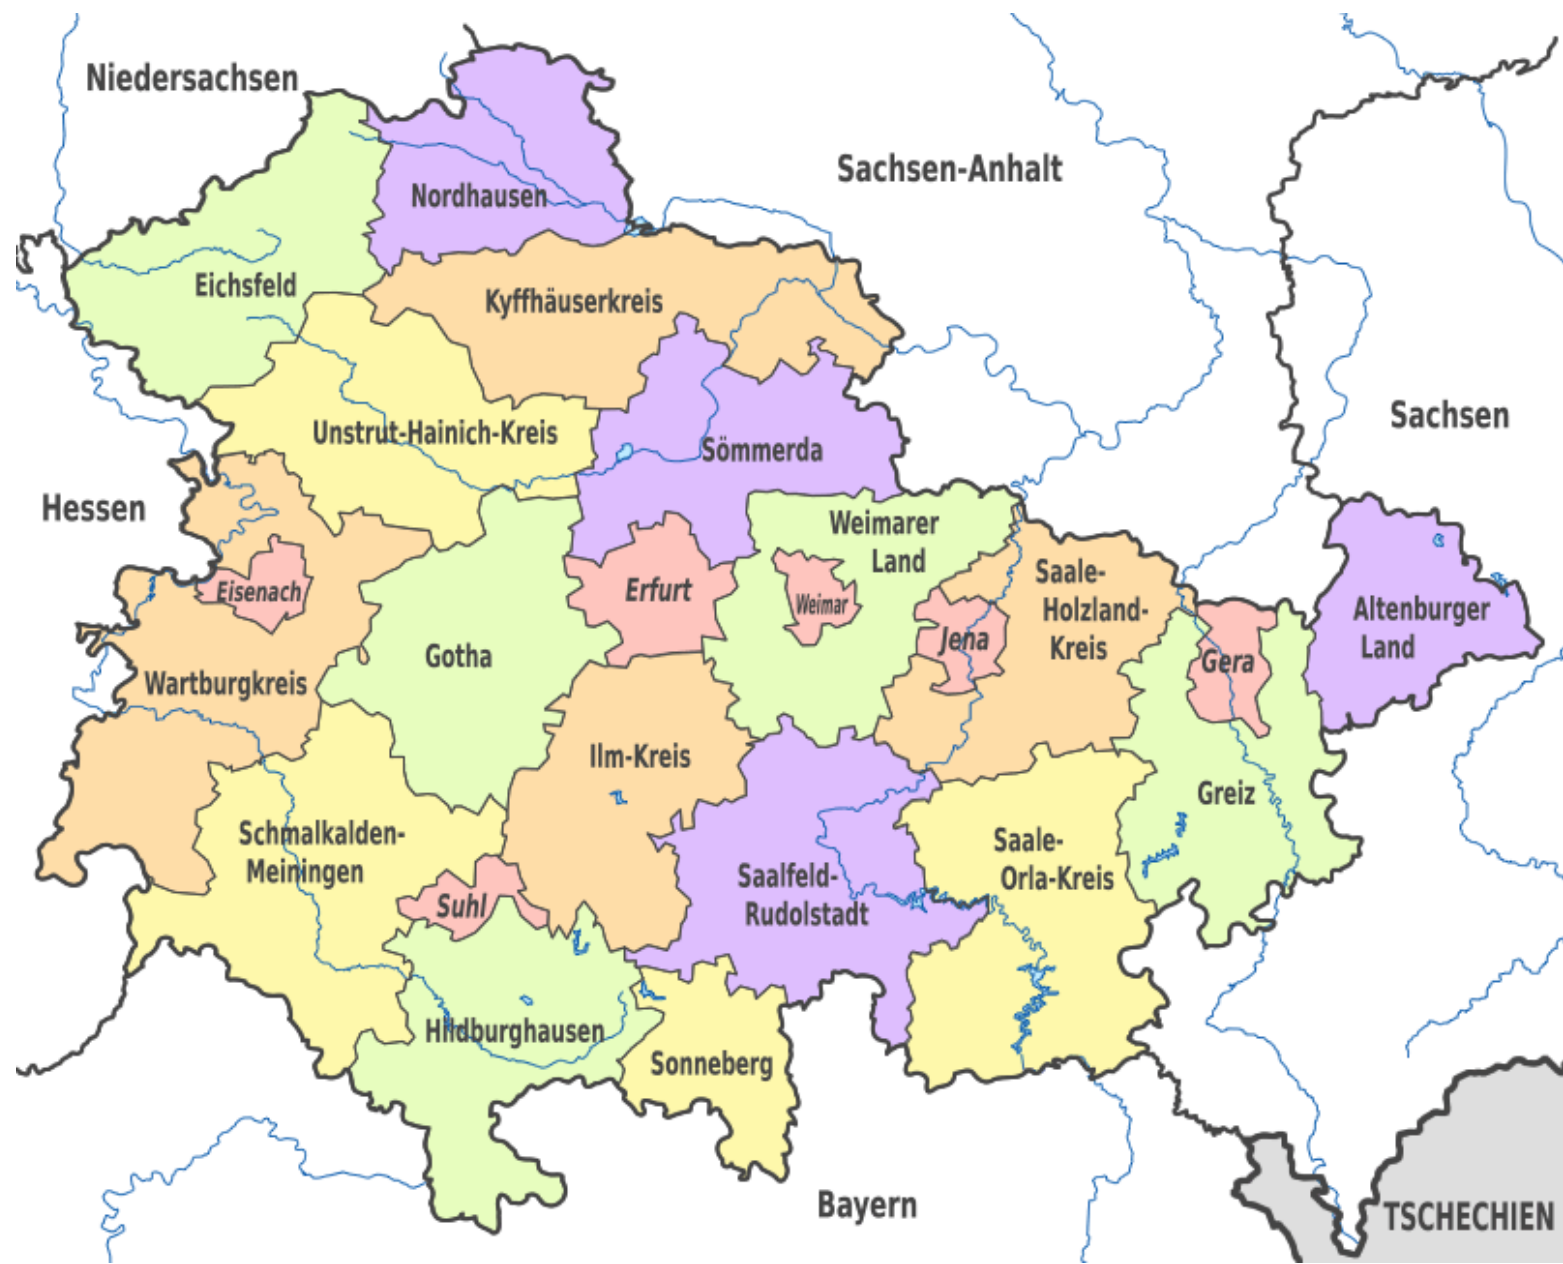 Niedersachsen
Sachsen-Anhalt
Nordhausen
Eichsfeld
Kyffhäuserkreis
Sachsen
Unstrut-Hainich-Kreis
Sömmerda
Hessen
Weimarer
Land
Saale-
Holzland-
Kreis
Eisenach
Erfurt
Weimar
Altenburger
Land
Jena
Gotha
Gera
Wartburgkreis
Ilm-Kreis
Greiz
Schmalkalden-
Meiningen
Saale-
Orla-Kreis
Saalfeld-
Rudolstadt
Suhl
Hildburghausen
Sonneberg
Bayern
TSCHECHIEN